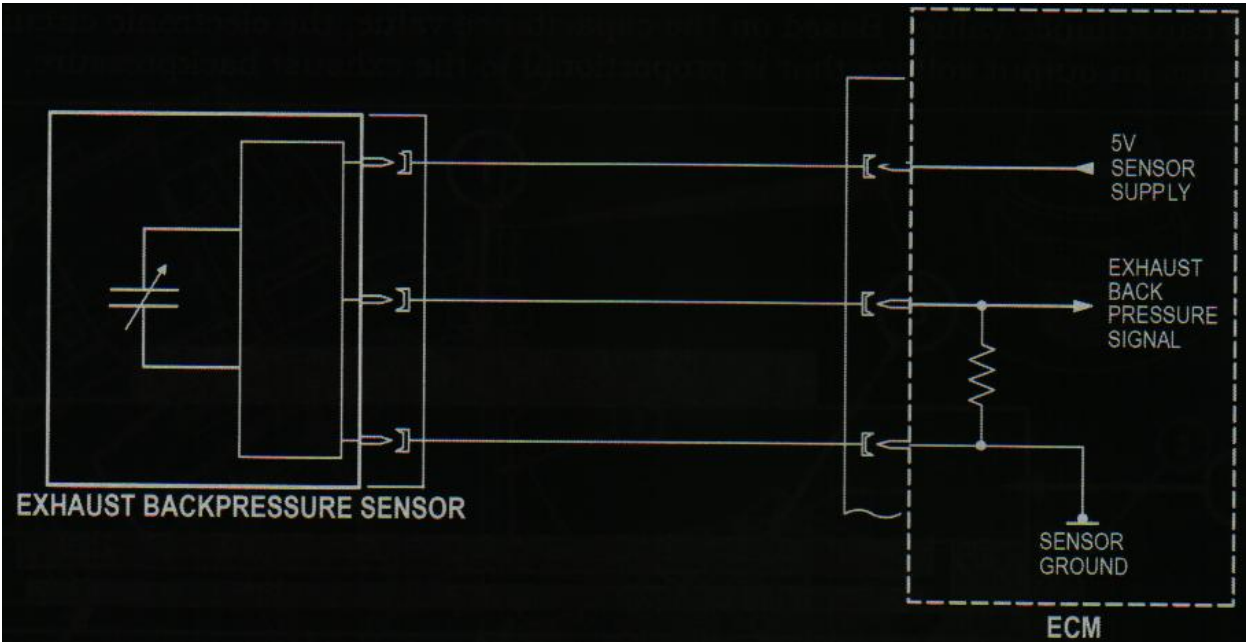 5V
SENSOR
SUPPLY
EXHAUST
BACK
PRESSURE
SIGNAL
EXHAUST BACKPRESSURE SENSOR
SENSOR
GROUND
ECM